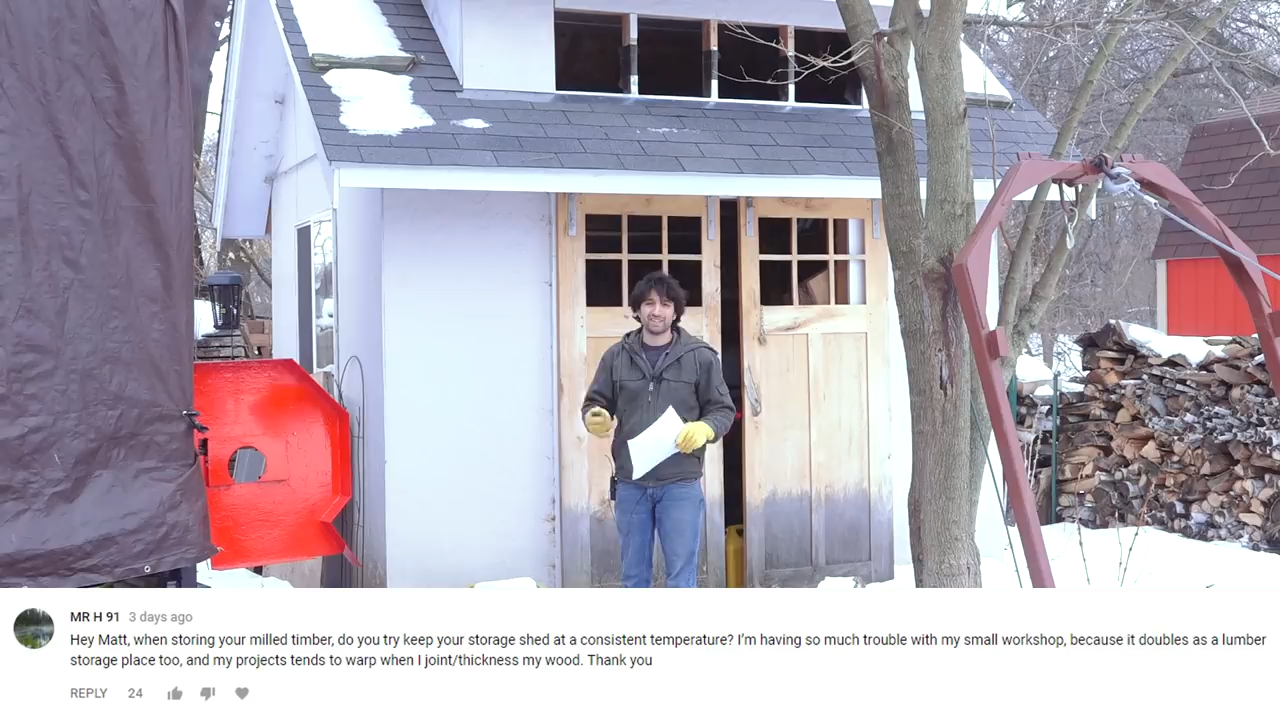 MR H 91 3 days ago
Hey Matt, when storing your milled timber, do you try keep your storage shed at a consistent temperature? I'm having so much trouble with my small workshop, because it doubles as a lumber
storage place too, and my projects tends to warp when I joint/thickness my wood. Thank you
REPLY 24